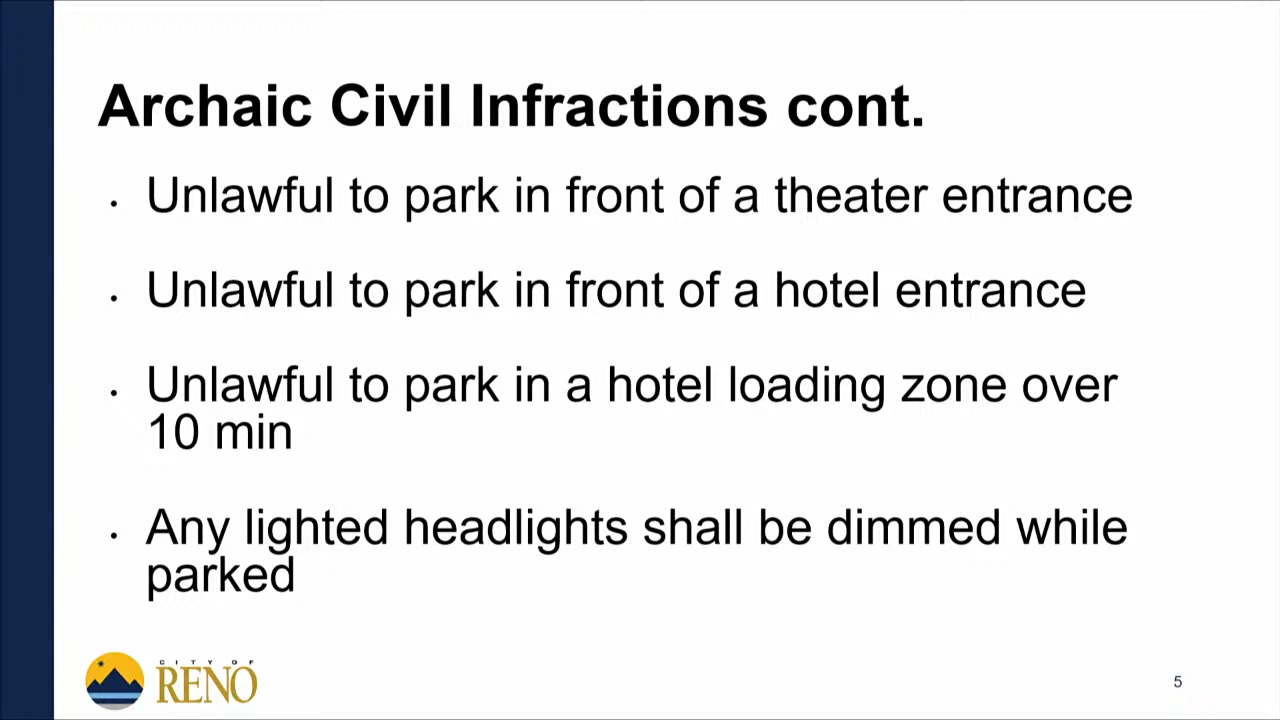 Archaic Civil Infractions cont.
• Unlawful to park in front of a theater entrance
• Unlawful to park in front of a hotel entrance
• Unlawful to park in a hotel loading zone over
10 min
• Any lighted headlights shall be dimmed while
parked
CITY OF
RENO
5